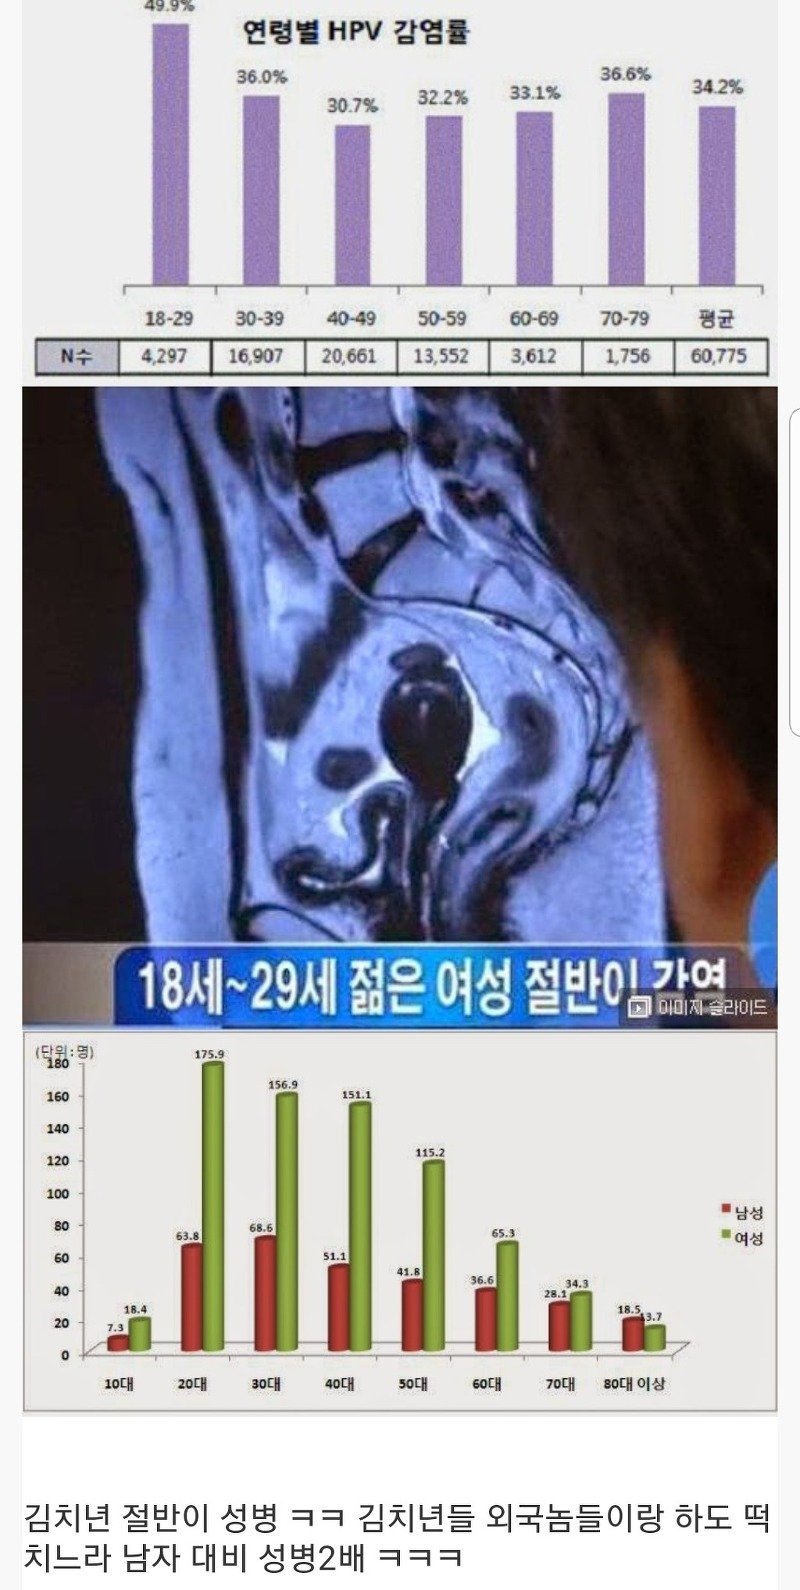 49.9%
연령별 HPV 감염률
36.0%
30.7%
32.2%
33.1%
36.6%
34.2%
18-29 30-39 40-49 50-59 60-69 70-79 평균
N수 4,297 16,907 20,661 13,552 3,612 1,756 60,775
18세~29세 젊은 여성 절반이 감염
이미지 슬라이드
(단위:명)
180
160
140
120
100
80
60
40
20
0
7.3 18.4
63.8 175.9
68.6 156.9
51.1 151.1
41.8 115.2
36.6 65.3
28.1 34.3
18.5 13.7
남성
여성
10대 20대 30대 40대 50대 60대 70대 80대 이상
김치년 절반이 성병 ㅋㅋ 김치년들 외국놈들이랑 하도 떡
치느라 남자 대비 성병2배 ㅋㅋㅋ